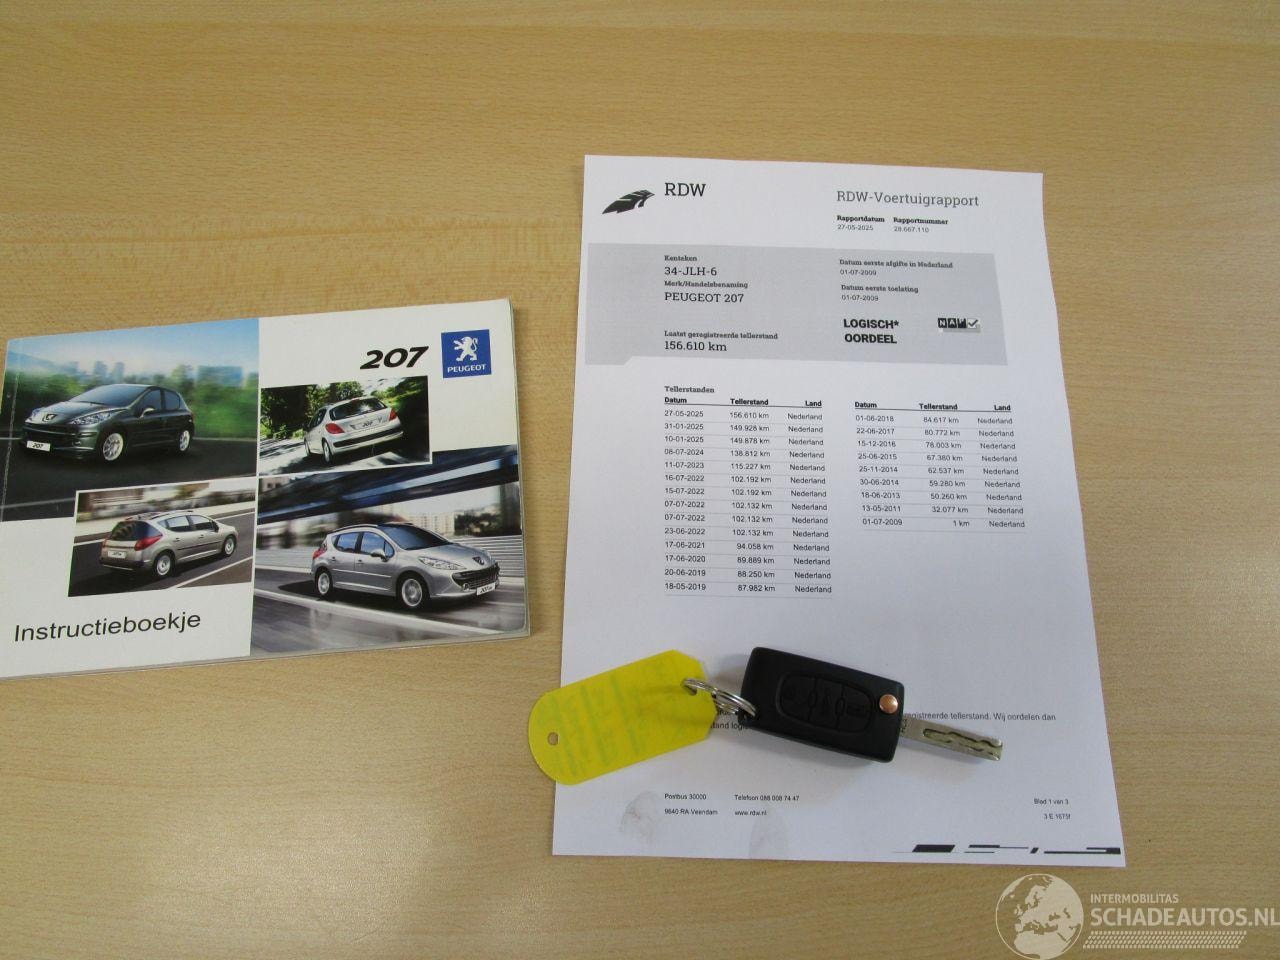 207
PEUGEOT
207
Instructieboekje
RDW
RDW-Voertuigrapport
Rapportdatum Rapportnummer
27-05-2025 28.667.110
Kenteken
34-JLH-6
Merk/Handelsbenaming
PEUGEOT 207
Laatst geregistreerde tellerstand
156.610 km
Datum eerste afgifte in Nederland
01-07-2009
Datum eerste toelating
01-07-2009
LOGISCH*
OORDEEL
NAP
Tellerstanden
Datum Tellerstand Land
27-05-2025 156.610 km Nederland
31-01-2025 149.928 km Nederland
10-01-2025 149.878 km Nederland
08-07-2024 138.812 km Nederland
11-07-2023 115.227 km Nederland
16-07-2022 102.192 km Nederland
15-07-2022 102.192 km Nederland
07-07-2022 102.132 km Nederland
07-07-2022 102.132 km Nederland
23-06-2022 102.132 km Nederland
17-06-2021 94.058 km Nederland
17-06-2020 89.889 km Nederland
20-06-2019 88.250 km Nederland
18-05-2019 87.982 km Nederland
Datum Tellerstand Land
01-06-2018 84.617 km Nederland
22-06-2017 80.772 km Nederland
15-12-2016 78.003 km Nederland
25-06-2015 67.380 km Nederland
25-11-2014 62.537 km Nederland
30-06-2014 59.280 km Nederland
18-06-2013 50.260 km Nederland
13-05-2011 32.077 km Nederland
01-07-2009 1 km Nederland
tellerstand. Wij oordelen dan
Postbus 30000 Telefoon 088 008 74 47
9640 RA Veendam www.rdw.nl
Blad 1 van 3
3 E 1675f
INTERMOBILITAS
SCHADEAUTOS.NL